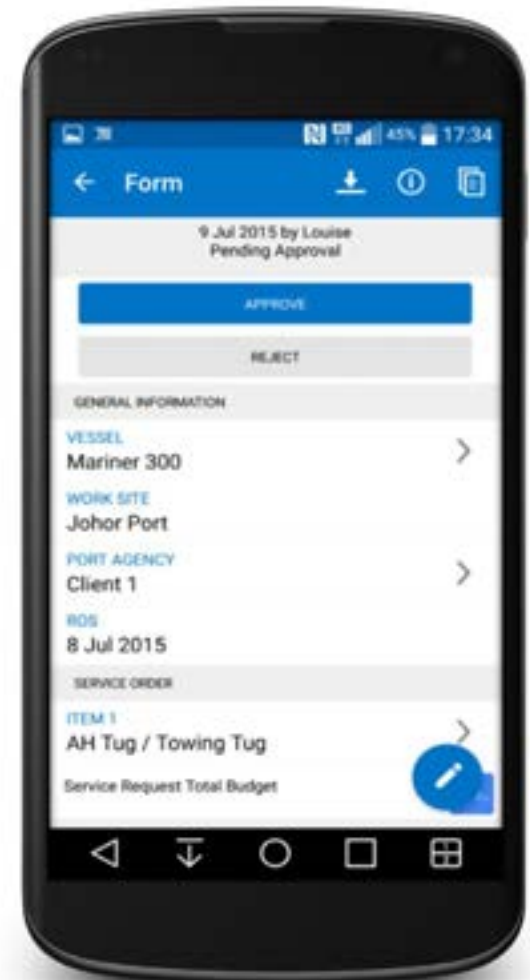 45% 17:34
Form
9 Jul 2015 by Louise
Pending Approval
APPROVE
REJECT
GENERAL INFORMATION
VESSEL
Mariner 300
WORK SITE
Johor Port
PORT AGENCY
Client 1
ROS
8 Jul 2015
SERVICE ORDER
ITEM 1
AH Tug / Towing Tug
Service Request Total Budget